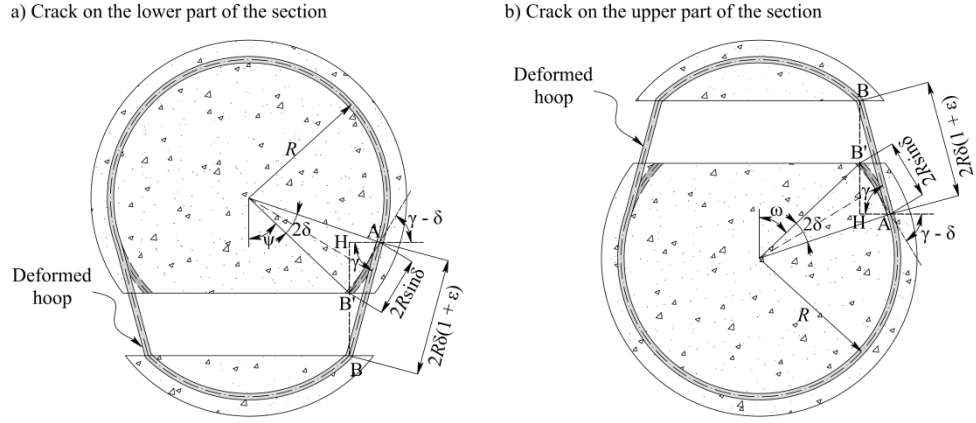 a) Crack on the lower part of the section
b) Crack on the upper part of the section
Deformed
hoop
R
ψ
2δ
H
A
γ
γ - δ
B'
B
2Rsinδ
2Rδ(1 + ε)
Deformed
hoop
B
B'
ω
2δ
γ
H
A
γ - δ
R
2Rsinδ
2Rδ(1 + ε)